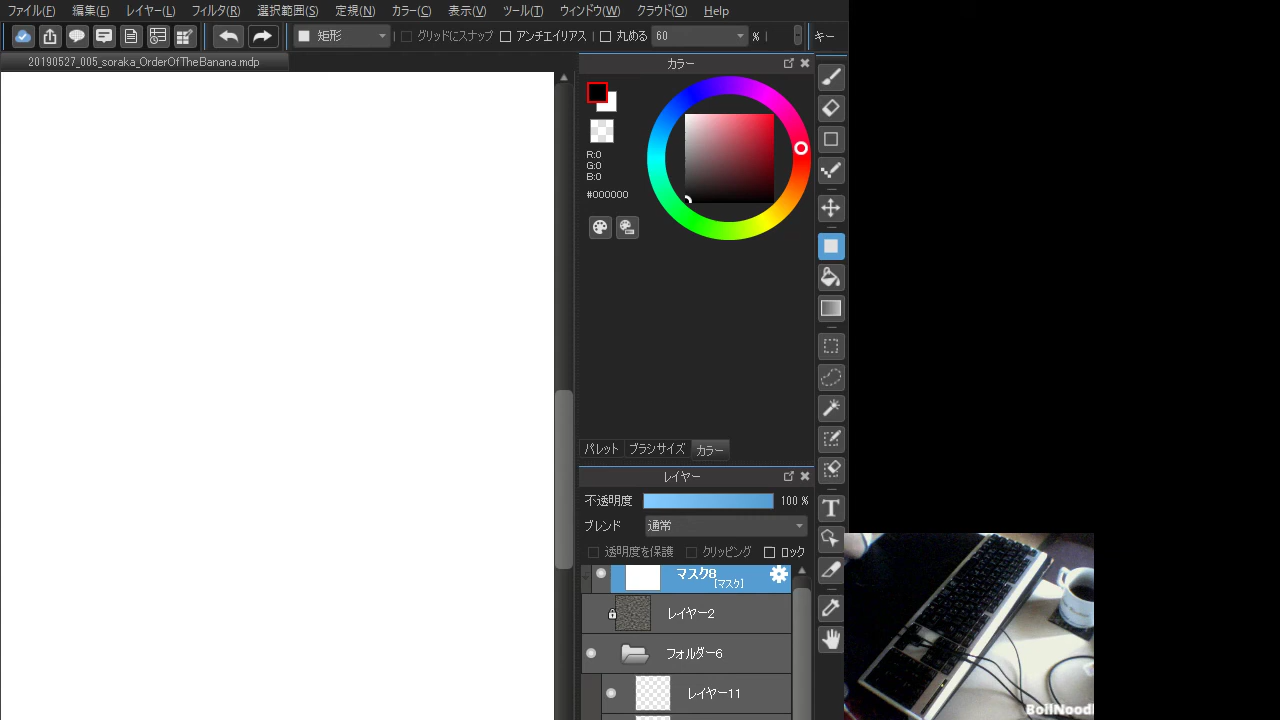 ファイル(F) 編集(E) レイヤー(L) フィルタ(R) 選択範囲(S) 定規(N) カラー(C) 表示(V) ツール(T) ウィンドウ(W) クラウド(O) Help
矩形 グリッドにスナップ アンチエイリアス 丸める 60 % キー
20190527_005_soraka_OrderOfTheBanana.mdp
カラー
R:0
G:0
B:0
#000000
パレット ブラシサイズ カラー
レイヤー
不透明度 100 %
ブレンド 通常
透明度を保護 クリッピング ロック
マスク8
[マスク]
レイヤー2
フォルダー6
レイヤー11
T
BoilNoodl